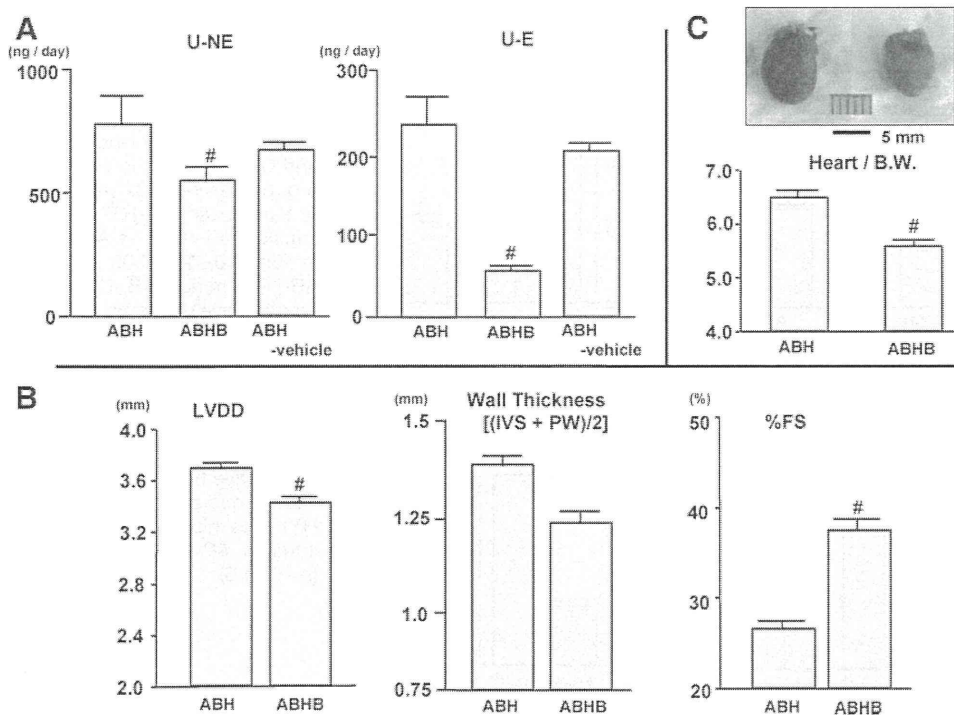 A
U-NE
(ng / day)
1000
500
0
ABH
#
ABHB
ABH
-vehicle
U-E
(ng / day)
300
200
100
0
ABH
#
ABHB
ABH
-vehicle
C
5 mm
Heart / B.W.
7.0
6.0
5.0
4.0
#
ABH
ABHB
B
(mm)
LVDD
4.0
3.6
3.2
2.8
2.4
2.0
#
ABH
ABHB
(mm)
Wall Thickness
[(IVS + PW)/2]
1.5
1.25
1.0
0.75
ABH
ABHB
(%)
%FS
50
40
30
20
#
ABH
ABHB